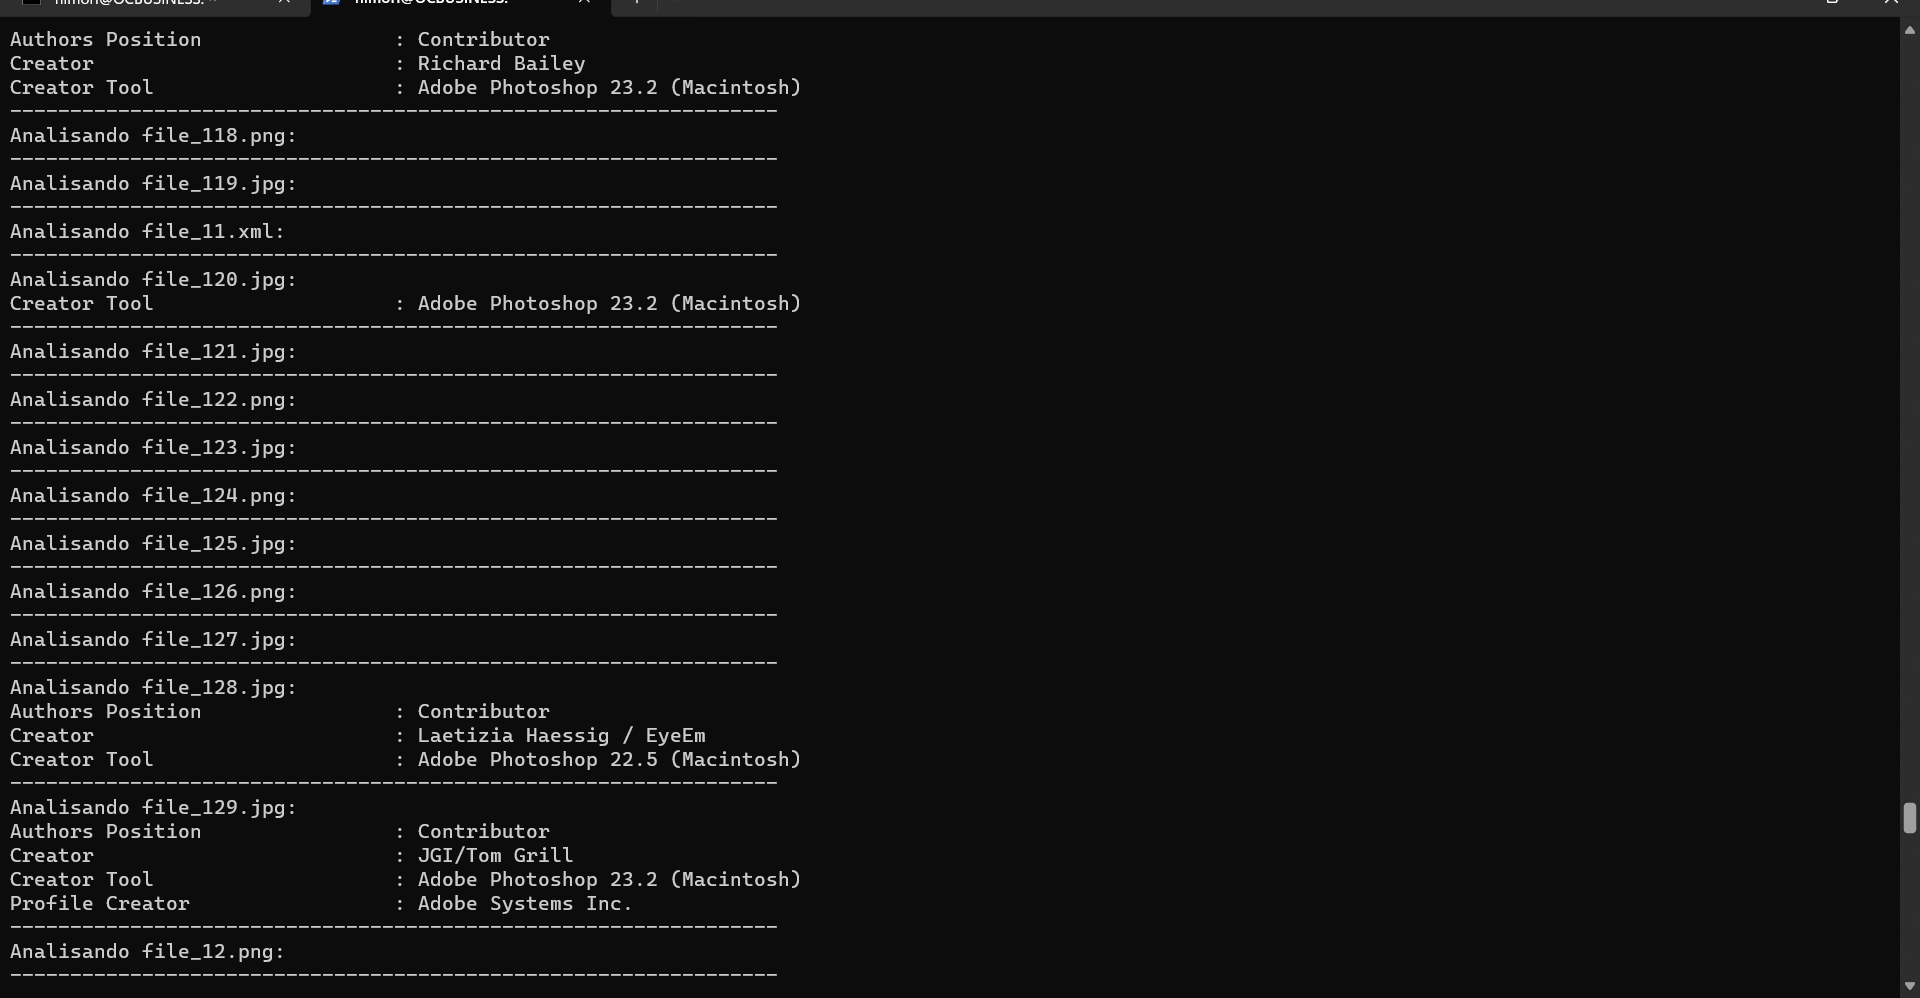 Authors Position : Contributor
Creator : Richard Bailey
Creator Tool : Adobe Photoshop 23.2 (Macintosh)
----------------------------------------------------------------
Analisando file_118.png:
----------------------------------------------------------------
Analisando file_119.jpg:
----------------------------------------------------------------
Analisando file_11.xml:
----------------------------------------------------------------
Analisando file_120.jpg:
Creator Tool : Adobe Photoshop 23.2 (Macintosh)
----------------------------------------------------------------
Analisando file_121.jpg:
----------------------------------------------------------------
Analisando file_122.png:
----------------------------------------------------------------
Analisando file_123.jpg:
----------------------------------------------------------------
Analisando file_124.png:
----------------------------------------------------------------
Analisando file_125.jpg:
----------------------------------------------------------------
Analisando file_126.png:
----------------------------------------------------------------
Analisando file_127.jpg:
----------------------------------------------------------------
Analisando file_128.jpg:
Authors Position : Contributor
Creator : Laetizia Haessig / EyeEm
Creator Tool : Adobe Photoshop 22.5 (Macintosh)
----------------------------------------------------------------
Analisando file_129.jpg:
Authors Position : Contributor
Creator : JGI/Tom Grill
Creator Tool : Adobe Photoshop 23.2 (Macintosh)
Profile Creator : Adobe Systems Inc.
----------------------------------------------------------------
Analisando file_12.png:
----------------------------------------------------------------